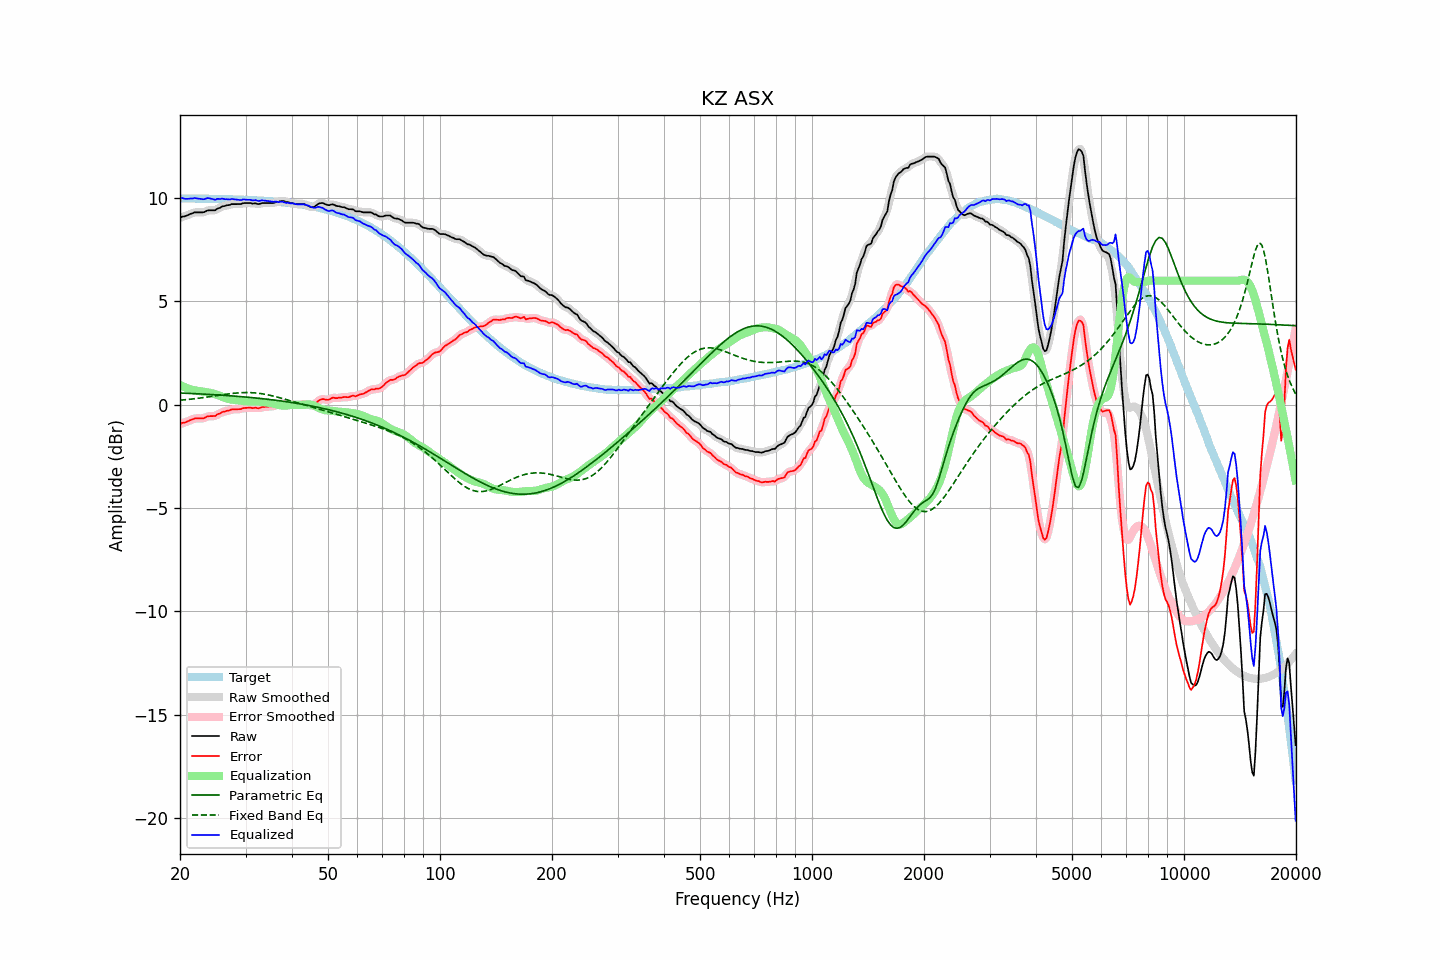 KZ ASX
Amplitude (dBr)
10
5
0
−5
−10
−15
−20
Target
Raw Smoothed
Error Smoothed
Raw
Error
Equalization
Parametric Eq
Fixed Band Eq
Equalized
20 50 100 200 500 1000 2000 5000 10000 20000
Frequency (Hz)